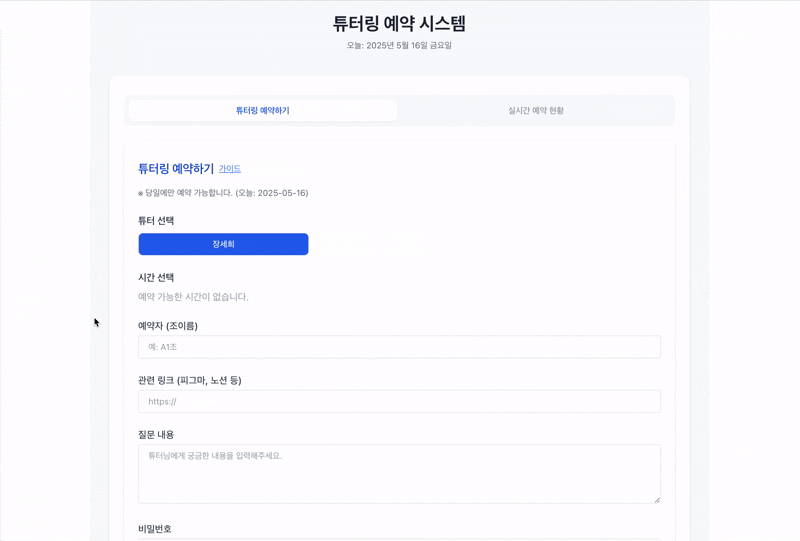 튜터링 예약 시스템
오늘: 2025년 5월 16일 금요일
튜터링 예약하기
실시간 예약 현황
튜터링 예약하기 가이드
※ 당일에만 예약 가능합니다. (오늘: 2025-05-16)
튜터 선택
장세희
시간 선택
예약 가능한 시간이 없습니다.
예약자 (조이름)
예: A1조
관련 링크 (피그마, 노션 등)
https://
질문 내용
튜터님에게 궁금한 내용을 입력해주세요.
비밀번호